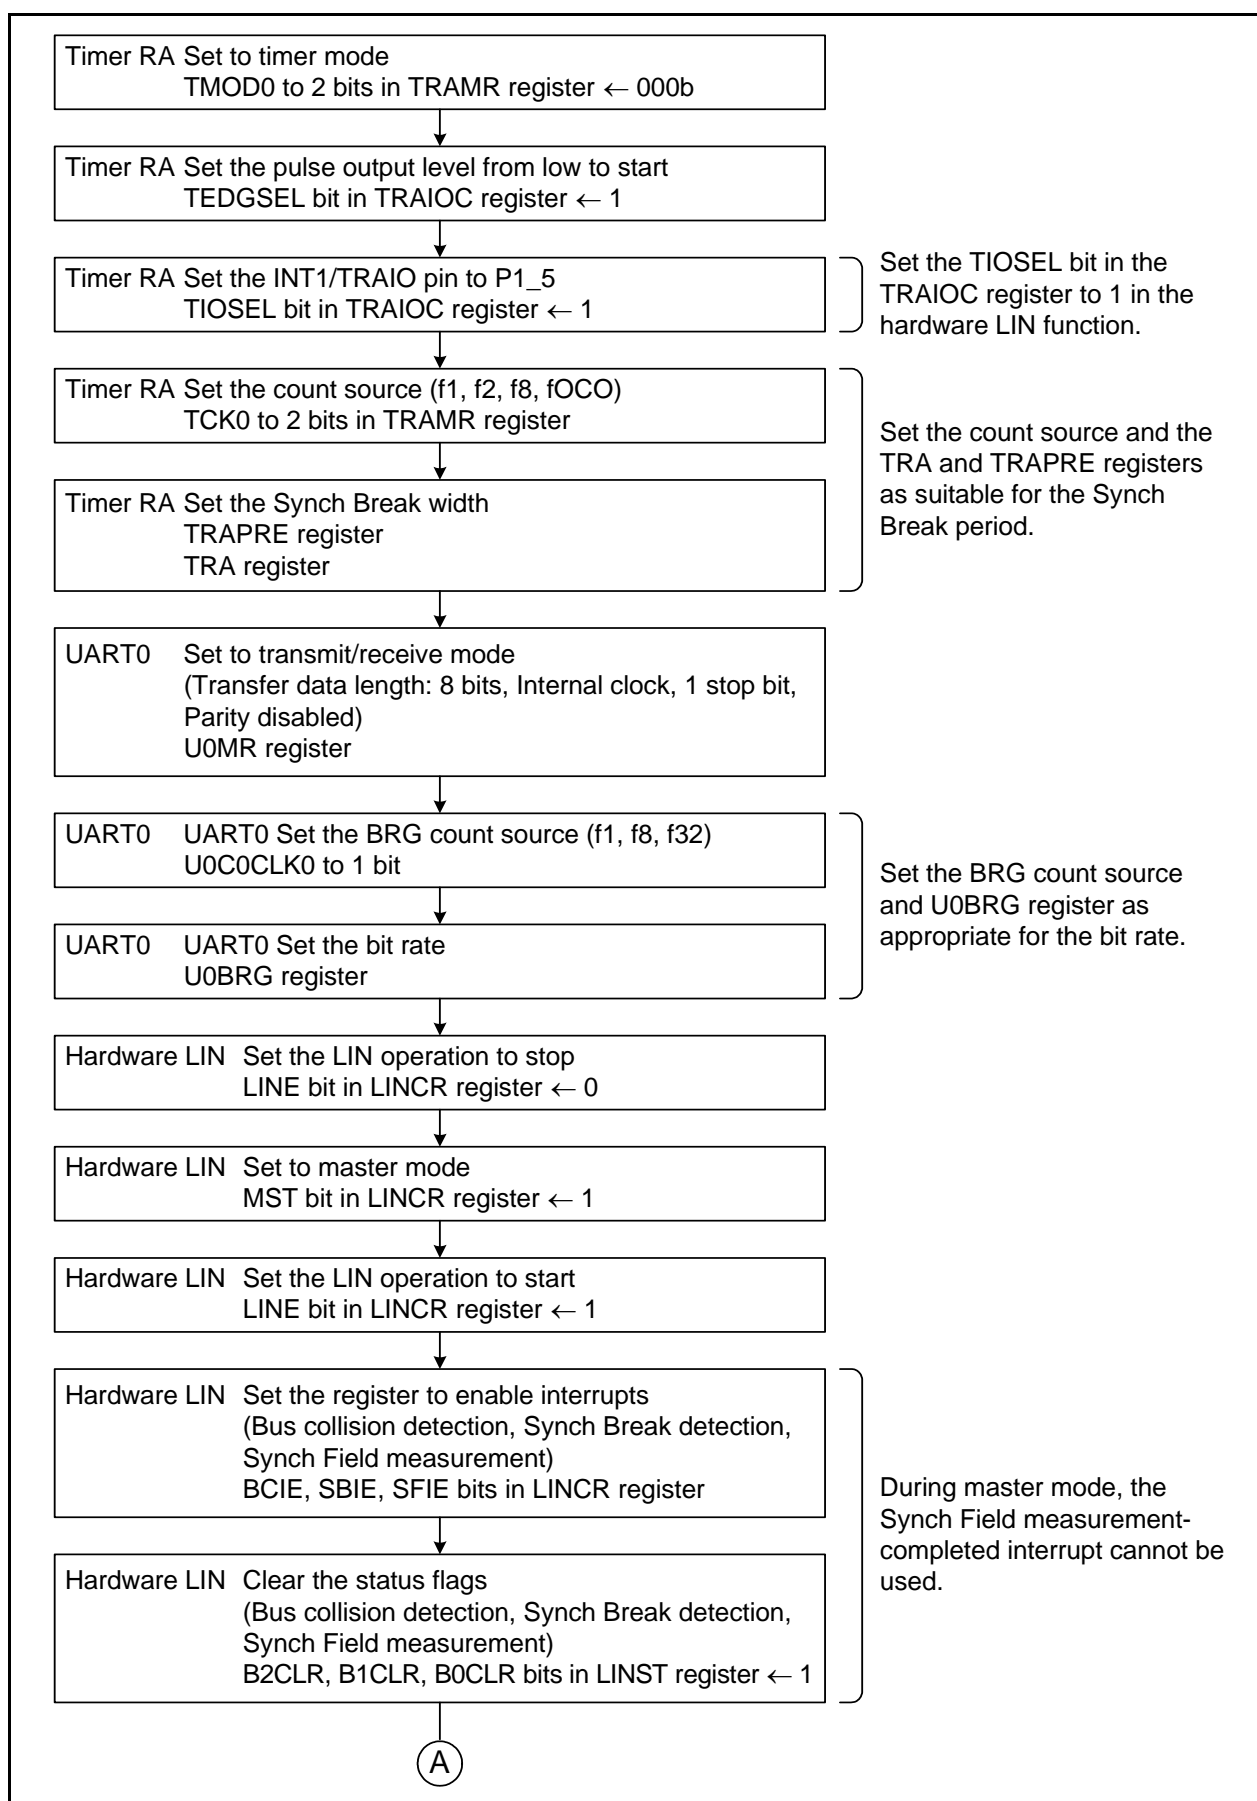 Timer RA Set to timer mode
TMOD0 to 2 bits in TRAMR register ← 000b
Timer RA Set the pulse output level from low to start
TEDGSEL bit in TRAIOC register ← 1
Timer RA Set the INT1/TRAIO pin to P1_5
TIOSEL bit in TRAIOC register ← 1
Set the TIOSEL bit in the
TRAIOC register to 1 in the
hardware LIN function.
Timer RA Set the count source (f1, f2, f8, fOCO)
TCK0 to 2 bits in TRAMR register
Timer RA Set the Synch Break width
TRAPRE register
TRA register
Set the count source and the
TRA and TRAPRE registers
as suitable for the Synch
Break period.
UART0 Set to transmit/receive mode
(Transfer data length: 8 bits, Internal clock, 1 stop bit,
Parity disabled)
U0MR register
UART0 UART0 Set the BRG count source (f1, f8, f32)
U0C0CLK0 to 1 bit
UART0 UART0 Set the bit rate
U0BRG register
Set the BRG count source
and U0BRG register as
appropriate for the bit rate.
Hardware LIN Set the LIN operation to stop
LINE bit in LINCR register ← 0
Hardware LIN Set to master mode
MST bit in LINCR register ← 1
Hardware LIN Set the LIN operation to start
LINE bit in LINCR register ← 1
Hardware LIN Set the register to enable interrupts
(Bus collision detection, Synch Break detection,
Synch Field measurement)
BCIE, SBIE, SFIE bits in LINCR register
Hardware LIN Clear the status flags
(Bus collision detection, Synch Break detection,
Synch Field measurement)
B2CLR, B1CLR, B0CLR bits in LINST register ← 1
During master mode, the
Synch Field measurement-
completed interrupt cannot be
used.
A